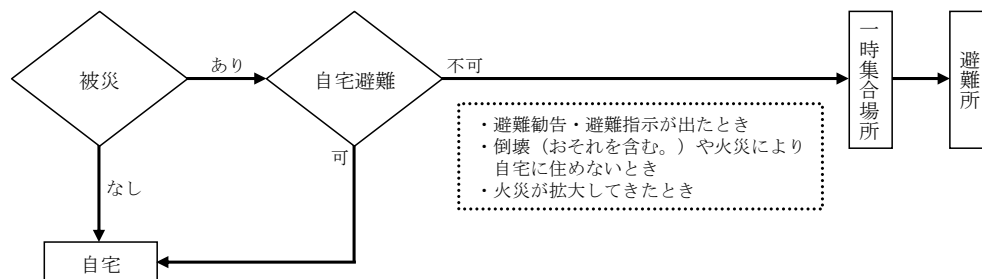 被災
あり
自宅避難
不可
一時集合場所
避難所
・避難勧告・避難指示が出たとき
・倒壊（おそれを含む。）や火災により
自宅に住めないとき
・火災が拡大してきたとき
可
なし
自宅